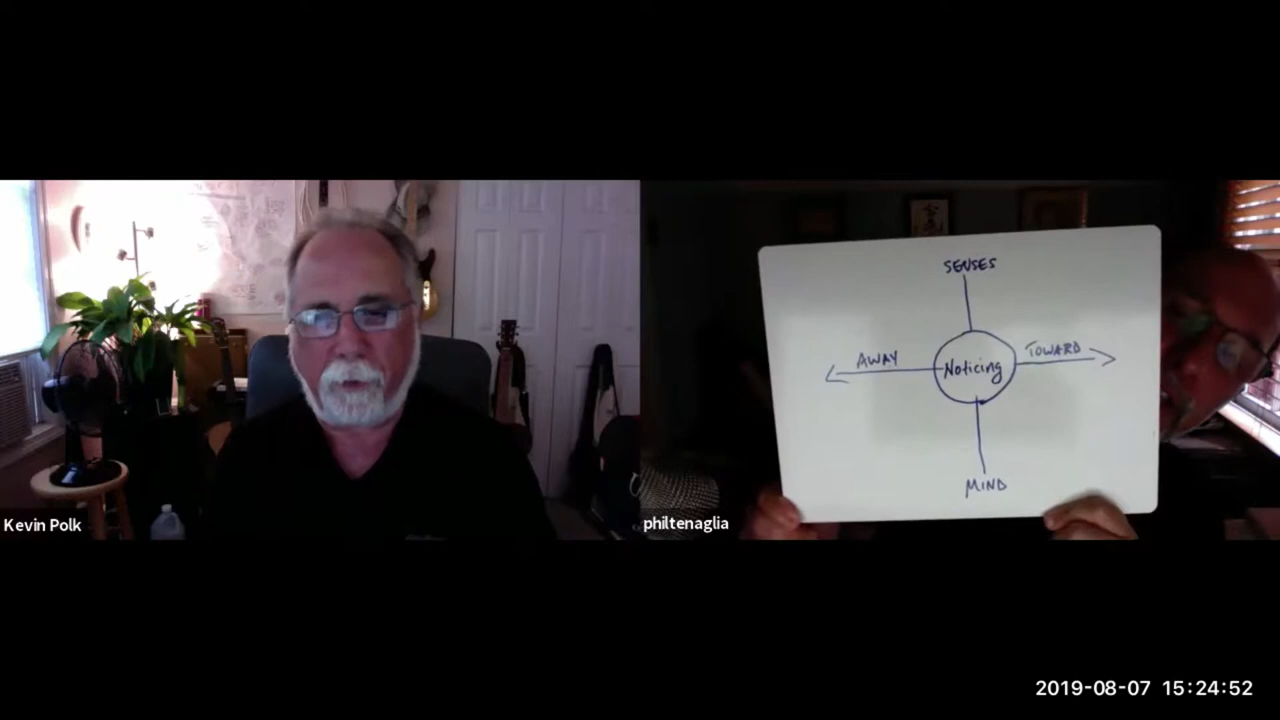 SENSES
AWAY
TOWARD
Noticing
MIND
Kevin Polk
philtenaglia
2019-08-07 15:24:52